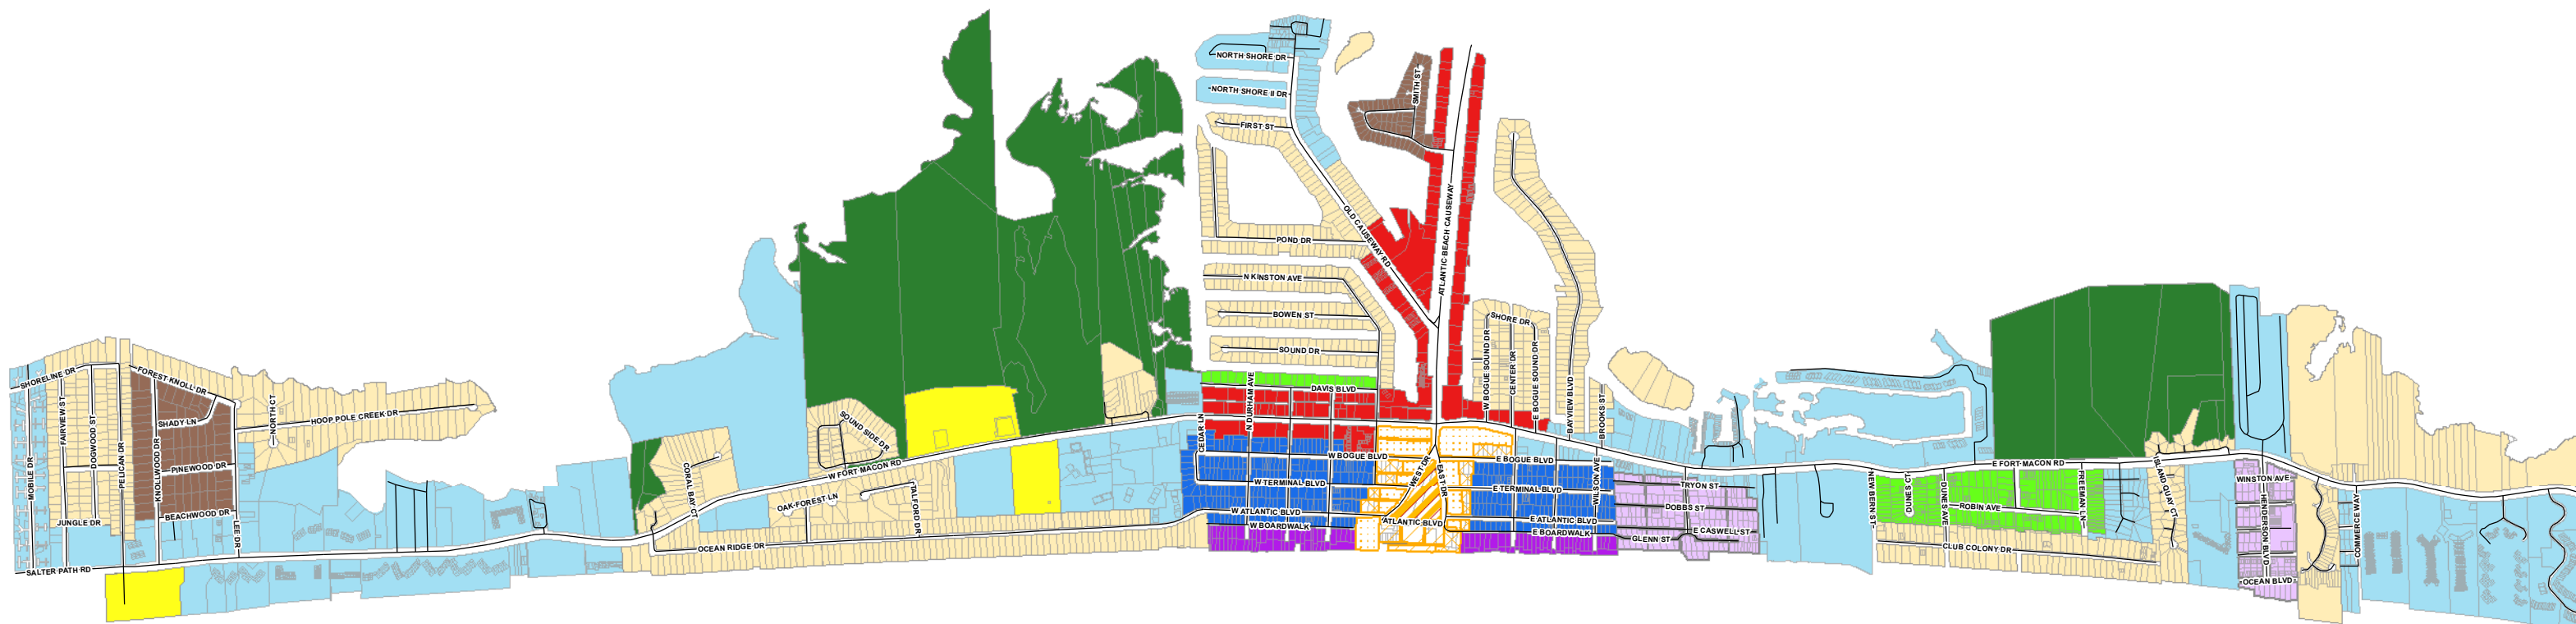 NORTH SHORE DR
NORTH SHORE II DR
FIRST ST
SMITH ST
OLD CAUSEWAY RD
ATLANTIC BEACH CAUSEWAY
POND DR
N KINSTON AVE
BOWEN ST
SOUND DR
SHORE DR
W BOGUE SOUND DR
CENTER DR
E BOGUE SOUND DR
BAYVIEW BLVD
BROOKS ST
DAVIS BLVD
N DURHAM AVE
CEDAR LN
SHORELINE DR
FOREST KNOLL DR
MOBILE DR
FAIRVIEW ST
DOGWOOD ST
PELICAN DR
KNOLLWOOD DR
SHADY LN
PINEWOOD DR
BEACHWOOD DR
LEE DR
JUNGLE DR
NORTH CT
HOOP POLE CREEK DR
SALTER PATH RD
CORAL BAY CT
SOUND SIDE DR
W FORT MACON RD
OAK FOREST LN
TALFORD DR
OCEAN RIDGE DR
W BOGUE BLVD
W TERMINAL BLVD
W ATLANTIC BLVD
W BOARDWALK
WEST DR
EAST DR
ATLANTIC BLVD
E BOGUE BLVD
E TERMINAL BLVD
E ATLANTIC BLVD
E BOARDWALK
WILSON AVE
TRYON ST
DOBBS ST
E CASWELL ST
GLENN ST
E FORT MACON RD
NEW BERN ST
DUNES CT
DUNES AVE
ROBIN AVE
FREEMAN LN
CLUB COLONY DR
ISLAND QUAY CT
WINSTON AVE
HENDERSON BLVD
OCEAN BLVD
COMMERCE WAY